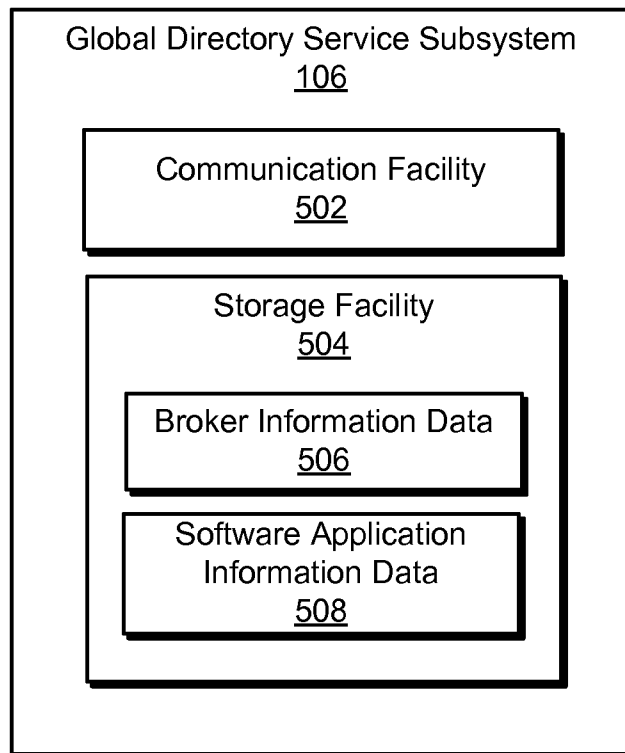 Global Directory Service Subsystem
106
Communication Facility
502
Storage Facility
504
Broker Information Data
506
Software Application
Information Data
508